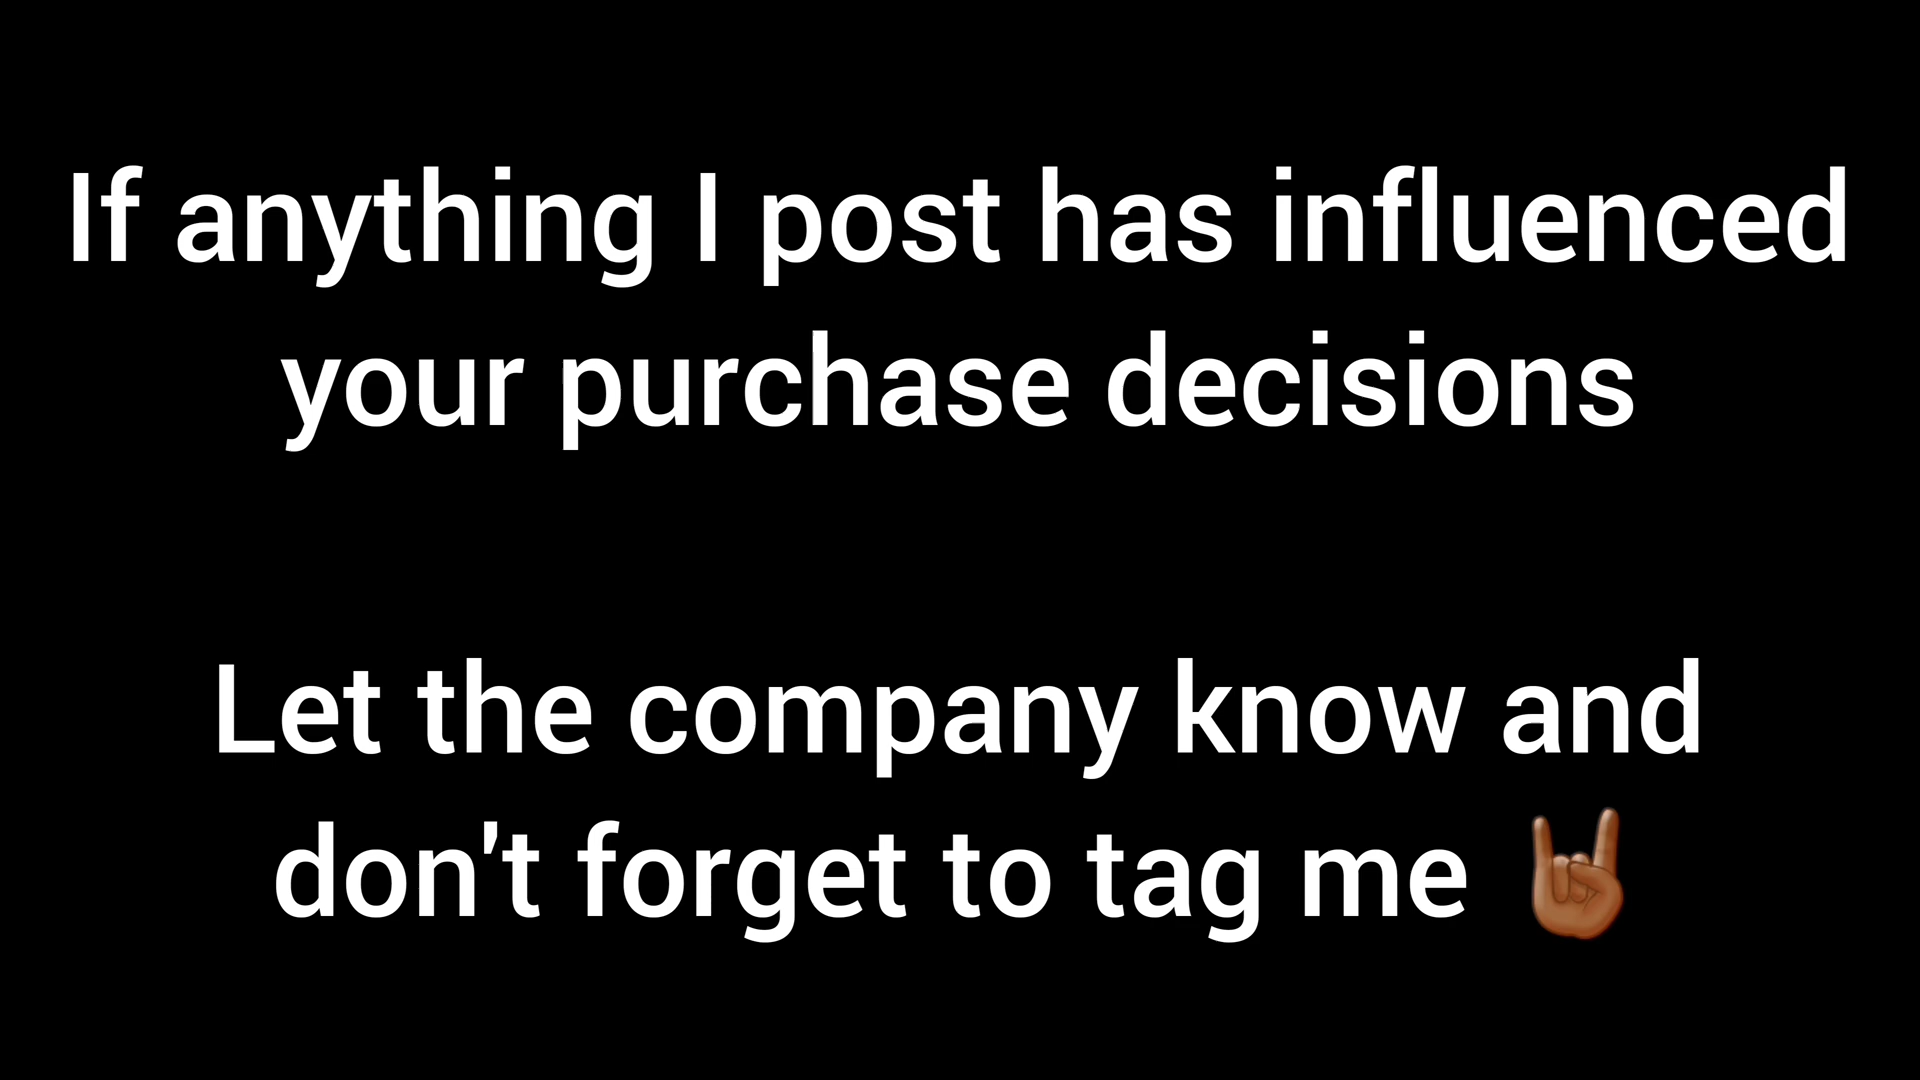 If anything I post has influenced
your purchase decisions
Let the company know and
don't forget to tag me 🤘🏾